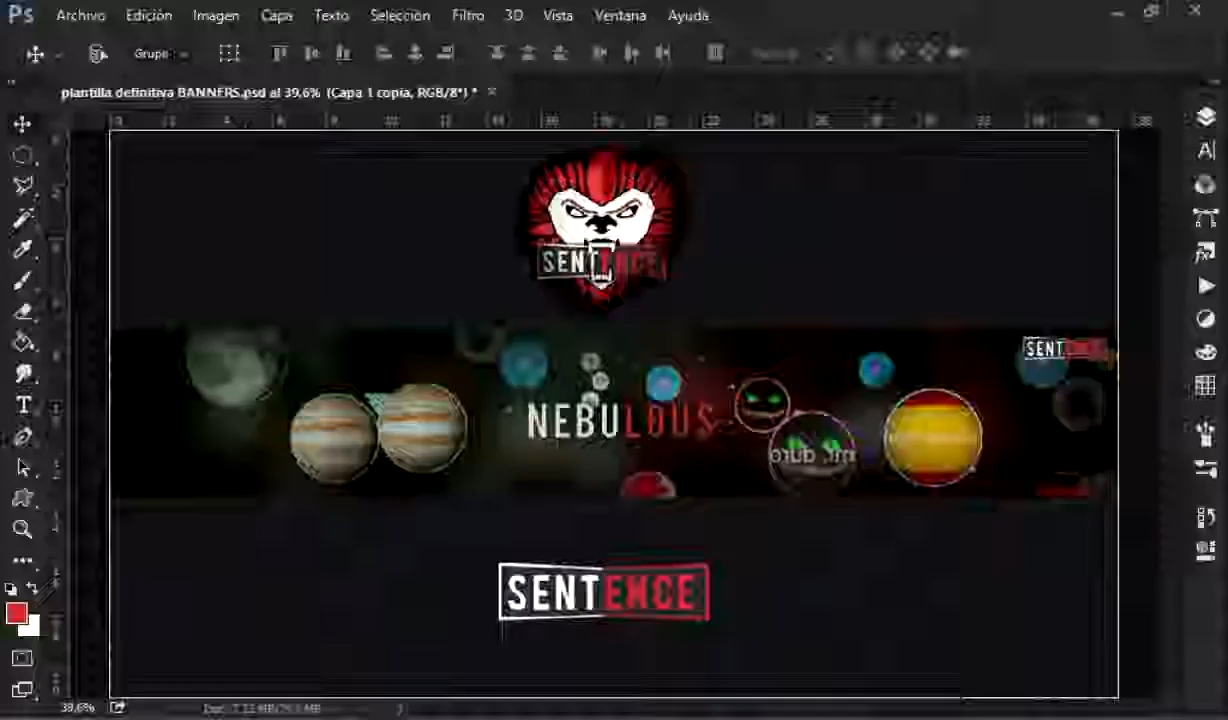 Ps Archivo Edición Imagen Capa Texto Selección Filtro 3D Vista Ventana Ayuda
Grupo
plantilla definitiva BANNERS.psd al 39,6% (Capa 1 copia, RGB/8*) *
SENTENCE
SENTENCE
NEBULOUS
SENTENCE
39,6%